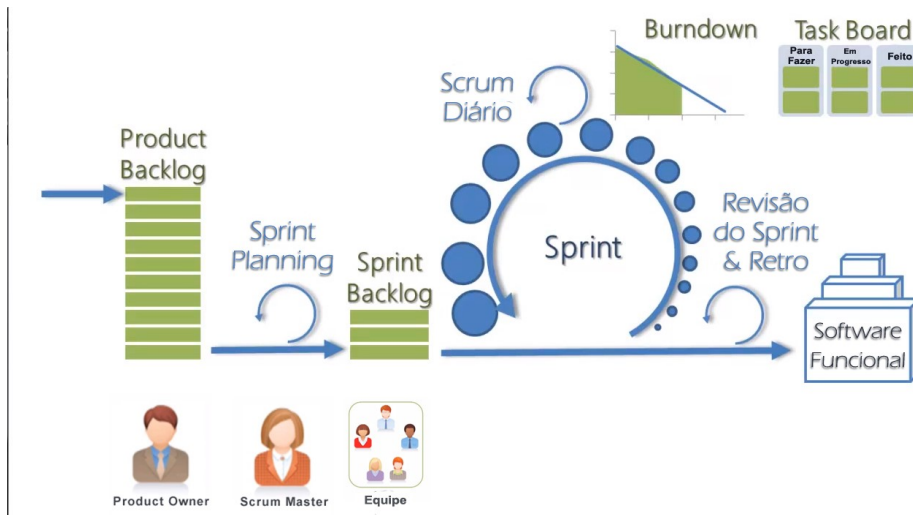 Burndown
Task Board
Para
Fazer
Em
Progresso
Feito
Scrum
Diário
Product
Backlog
Sprint
Planning
Sprint
Backlog
Sprint
Revisão
do Sprint
& Retro
Software
Funcional
Product Owner
Scrum Master
Equipe